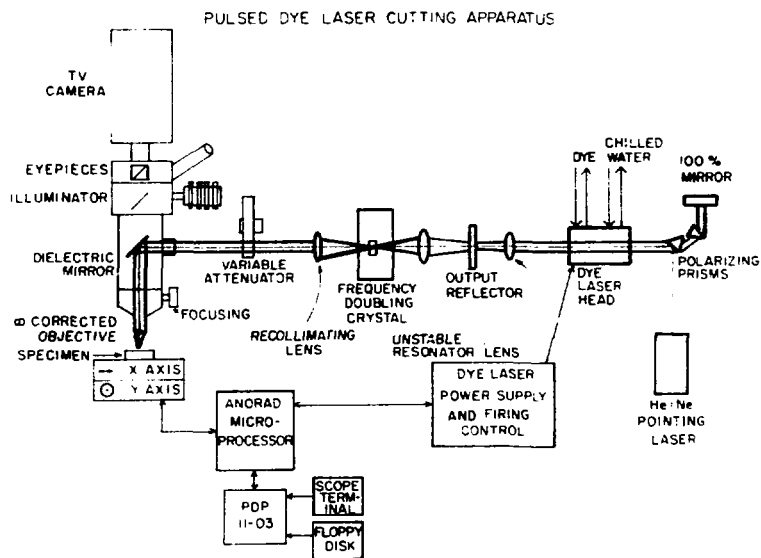 PULSED DYE LASER CUTTING APPARATUS
TV
CAMERA
EYEPIECES
ILLUMINATOR
DIELECTRIC
MIRROR
FOCUSING
∞ CORRECTED
OBJECTIVE
SPECIMEN
→ X AXIS
⊙ Y AXIS
VARIABLE
ATTENUATOR
RECOLLIMATING
LENS
FREQUENCY
DOUBLING
CRYSTAL
OUTPUT
REFLECTOR
UNSTABLE
RESONATOR LENS
DYE
CHILLED
WATER
DYE
LASER
HEAD
100 %
MIRROR
POLARIZING
PRISMS
DYE LASER
POWER SUPPLY
AND FIRING
CONTROL
He:Ne
POINTING
LASER
ANORAD
MICRO-
PROCESSOR
PDP
11-03
SCOPE
TERM-
INAL
FLOPPY
DISK